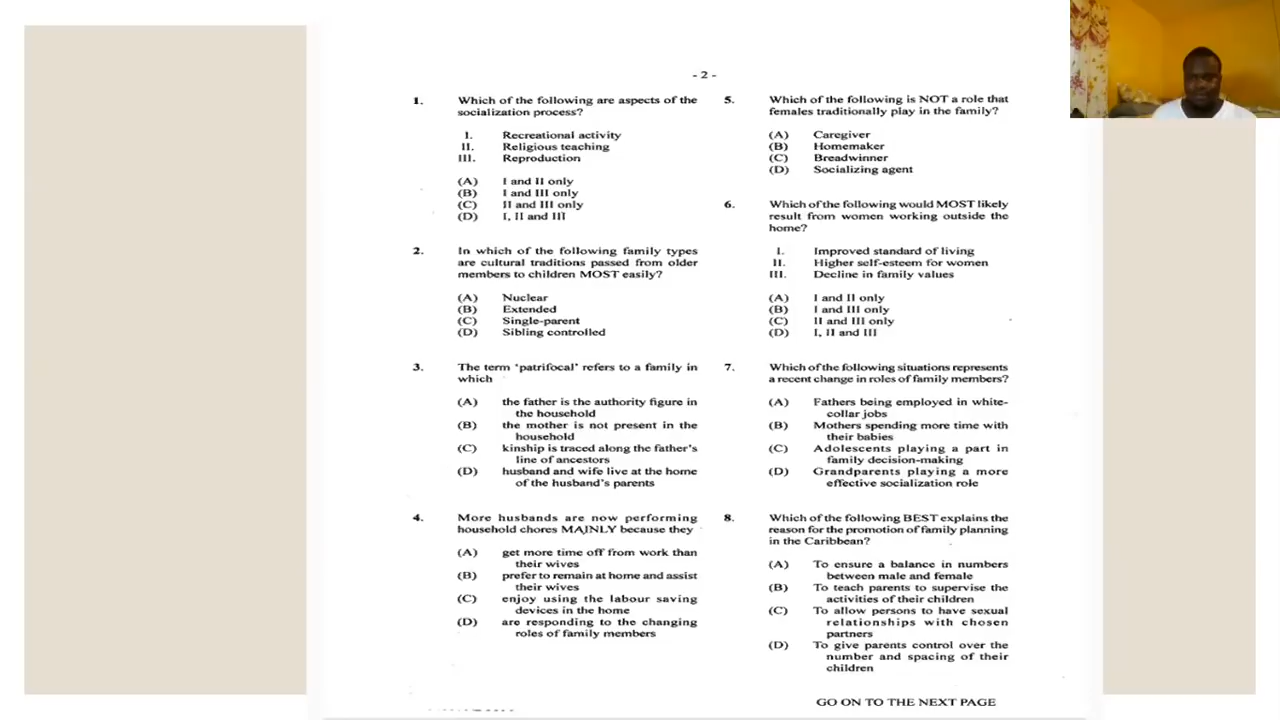 - 2 -
1. Which of the following are aspects of the
socialization process?
I. Recreational activity
II. Religious teaching
III. Reproduction
(A) I and II only
(B) I and III only
(C) II and III only
(D) I, II and III
2. In which of the following family types
are cultural traditions passed from older
members to children MOST easily?
(A) Nuclear
(B) Extended
(C) Single-parent
(D) Sibling controlled
3. The term 'patrifocal' refers to a family in
which
(A) the father is the authority figure in
the household
(B) the mother is not present in the
household
(C) kinship is traced along the father's
line of ancestors
(D) husband and wife live at the home
of the husband's parents
4. More husbands are now performing
household chores MAINLY because they
(A) get more time off from work than
their wives
(B) prefer to remain at home and assist
their wives
(C) enjoy using the labour saving
devices in the home
(D) are responding to the changing
roles of family members
5. Which of the following is NOT a role that
females traditionally play in the family?
(A) Caregiver
(B) Homemaker
(C) Breadwinner
(D) Socializing agent
6. Which of the following would MOST likely
result from women working outside the
home?
I. Improved standard of living
II. Higher self-esteem for women
III. Decline in family values
(A) I and II only
(B) I and III only
(C) II and III only
(D) I, II and III
7. Which of the following situations represents
a recent change in roles of family members?
(A) Fathers being employed in white-
collar jobs
(B) Mothers spending more time with
their babies
(C) Adolescents playing a part in
family decision-making
(D) Grandparents playing a more
effective socialization role
8. Which of the following BEST explains the
reason for the promotion of family planning
in the Caribbean?
(A) To ensure a balance in numbers
between male and female
(B) To teach parents to supervise the
activities of their children
(C) To allow persons to have sexual
relationships with chosen
partners
(D) To give parents control over the
number and spacing of their
children
GO ON TO THE NEXT PAGE